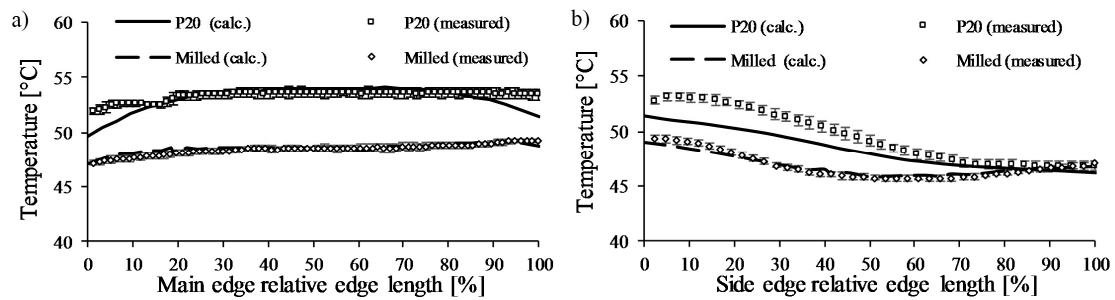 a)
60
55
50
45
40
Temperature [°C]
P20 (calc.)
P20 (measured)
Milled (calc.)
Milled (measured)
0 10 20 30 40 50 60 70 80 90 100
Main edge relative edge length [%]
b)
60
55
50
45
40
Temperature [°C]
P20 (calc.)
P20 (measured)
Milled (calc.)
Milled (measured)
0 10 20 30 40 50 60 70 80 90 100
Side edge relative edge length [%]